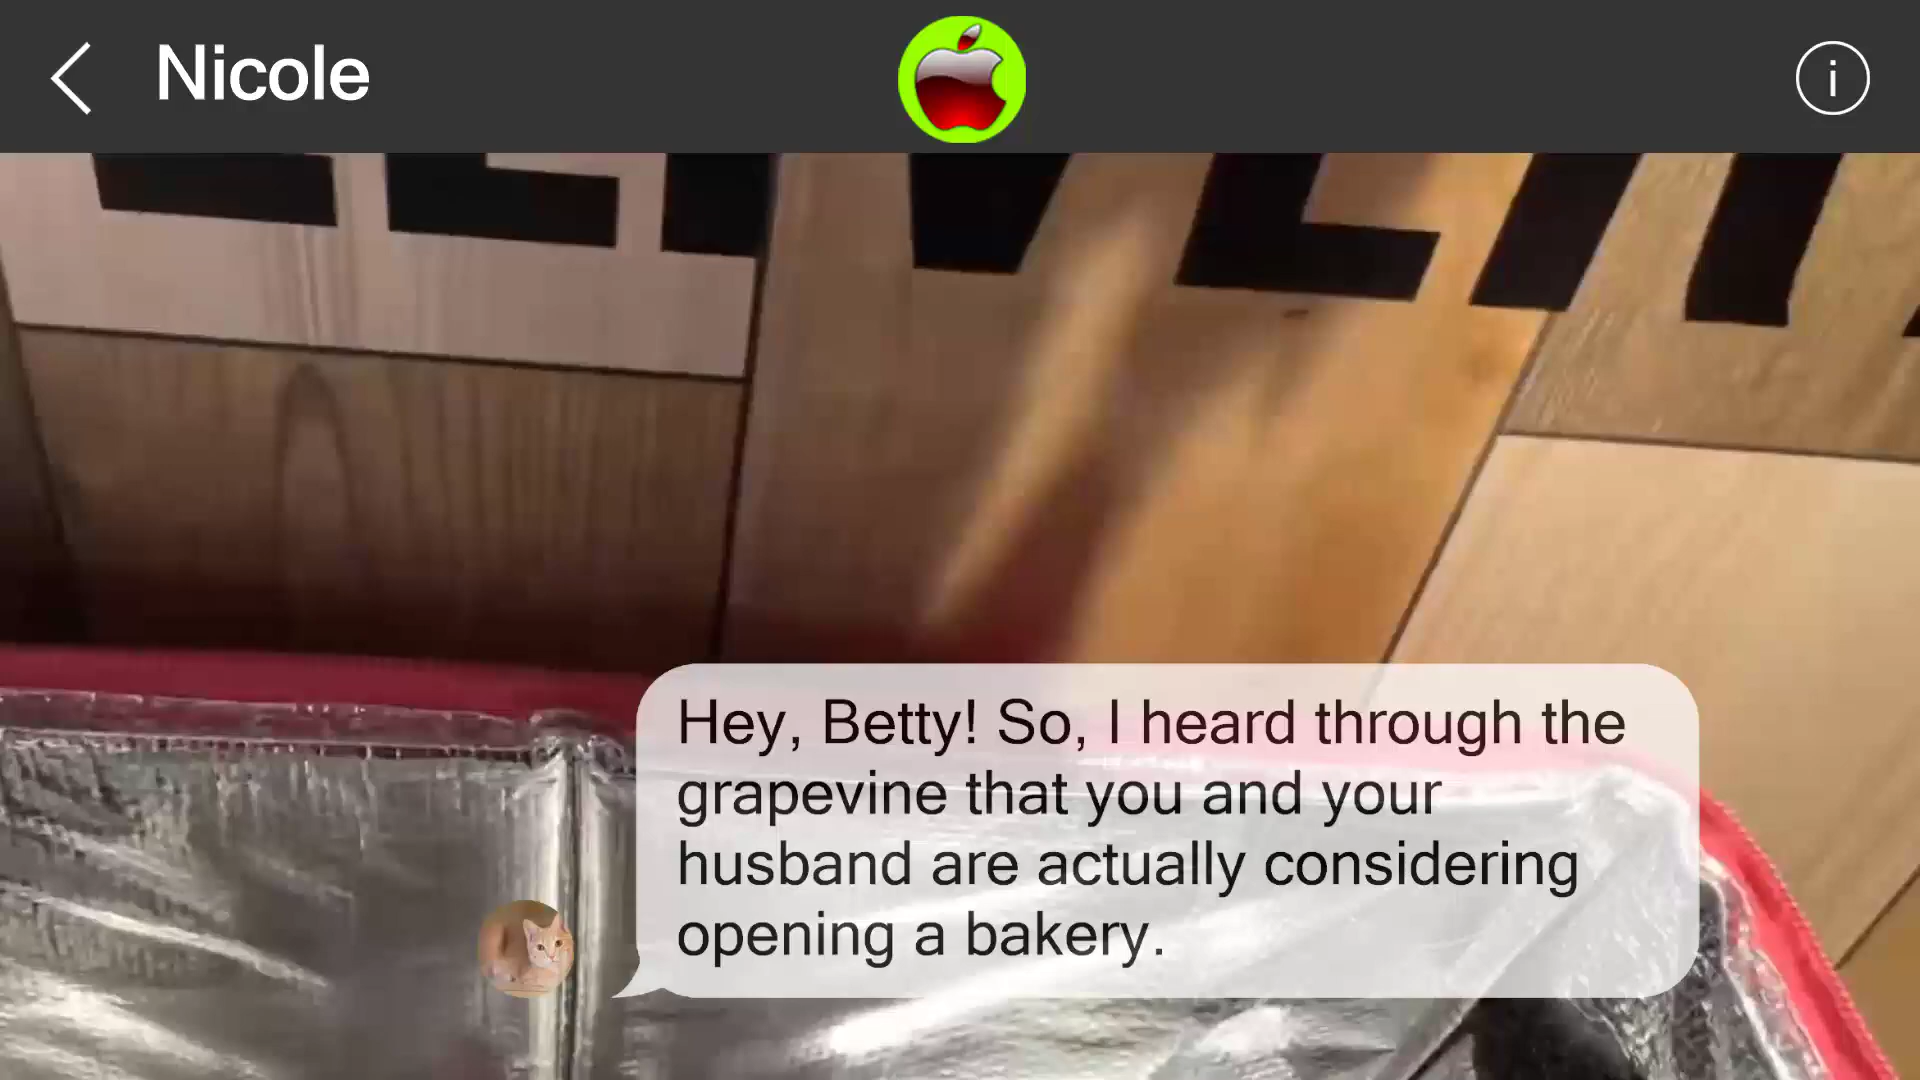 Nicole
Hey, Betty! So, I heard through the
grapevine that you and your
husband are actually considering
opening a bakery.